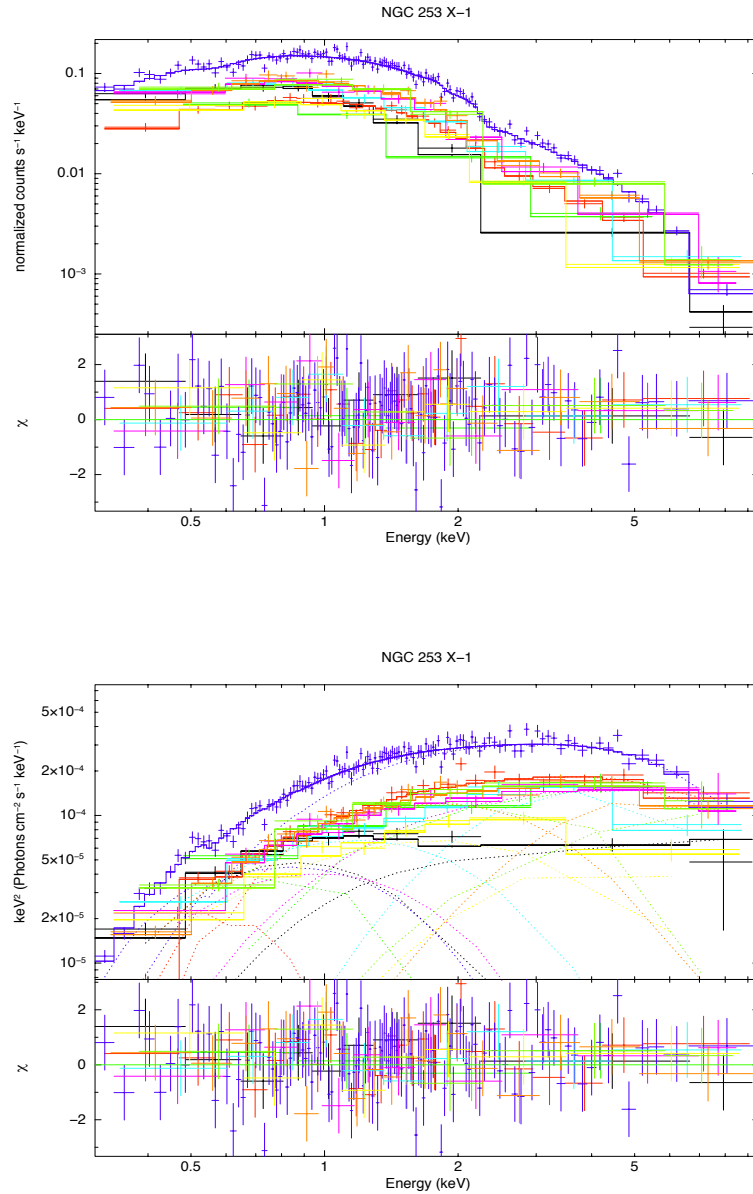 NGC 253 X−1
normalized counts s⁻¹ keV⁻¹
0.1
0.01
10⁻³
χ
2
0
−2
0.5
1
2
5
Energy (keV)
NGC 253 X−1
keV² (Photons cm⁻² s⁻¹ keV⁻¹)
5×10⁻⁴
2×10⁻⁴
10⁻⁴
5×10⁻⁵
2×10⁻⁵
10⁻⁵
χ
2
0
−2
0.5
1
2
5
Energy (keV)